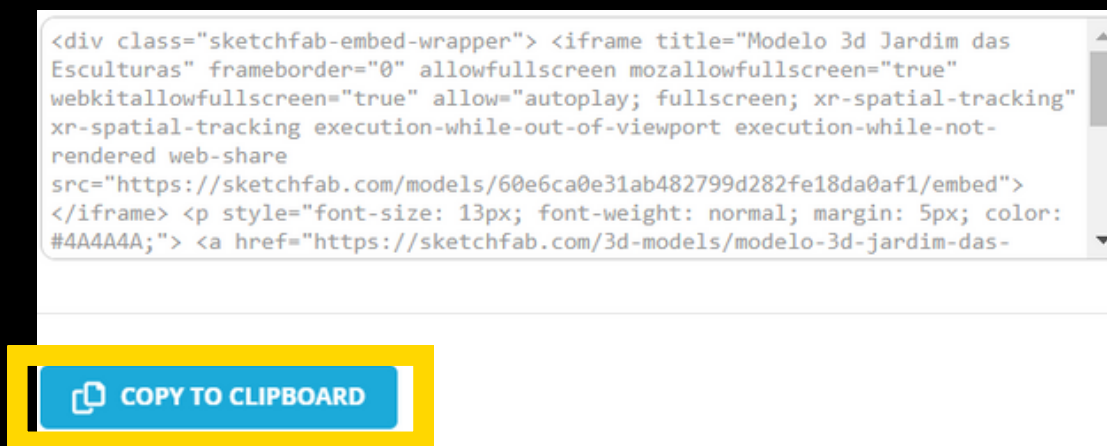 <div class="sketchfab-embed-wrapper"> <iframe title="Modelo 3d Jardim das
Esculturas" frameborder="0" allowfullscreen mozallowfullscreen="true"
webkitallowfullscreen="true" allow="autoplay; fullscreen; xr-spatial-tracking"
xr-spatial-tracking execution-while-out-of-viewport execution-while-not-
rendered web-share
src="https://sketchfab.com/models/60e6ca0e31ab482799d282fe18da0af1/embed">
</iframe> <p style="font-size: 13px; font-weight: normal; margin: 5px; color:
#4A4A4A;"> <a href="https://sketchfab.com/3d-models/modelo-3d-jardim-das-
COPY TO CLIPBOARD